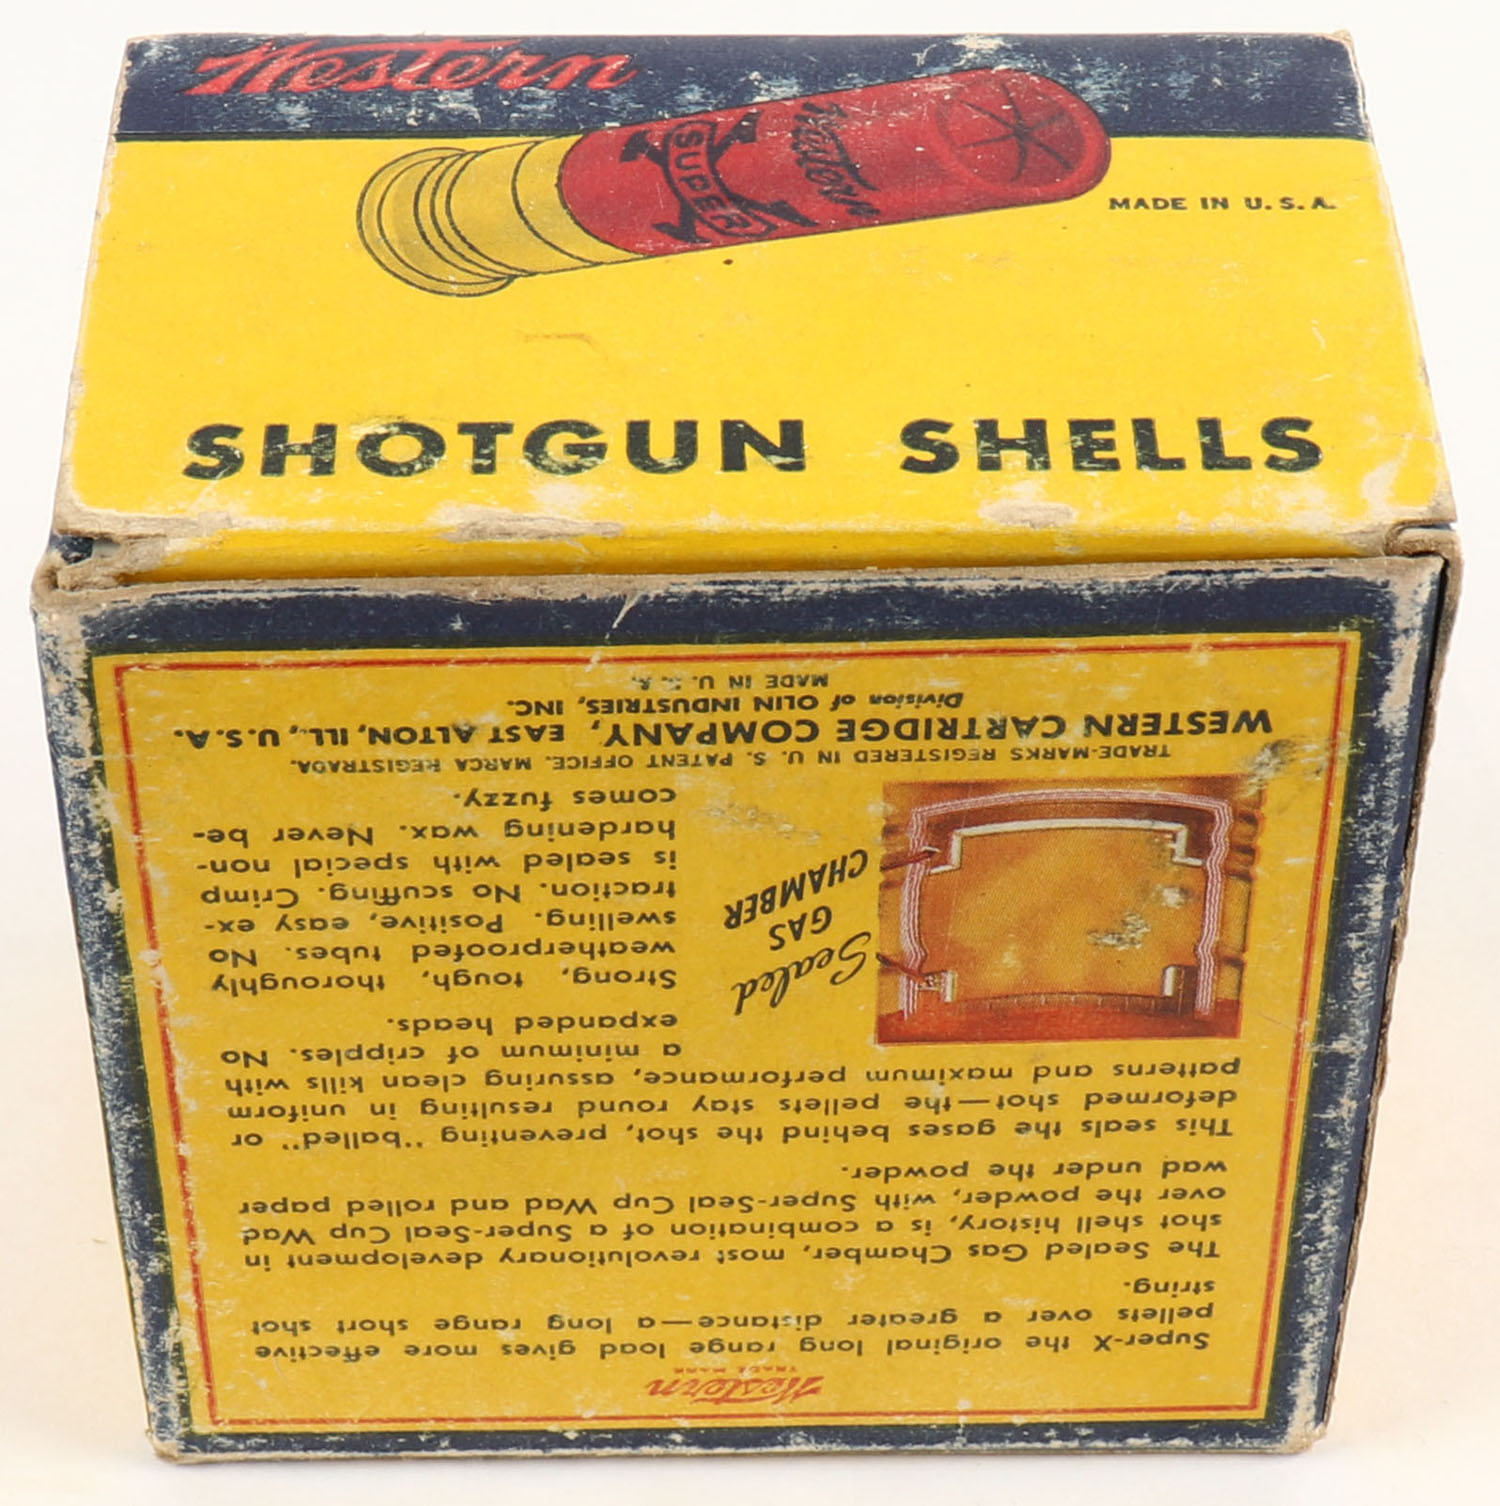 Western
SUPER
X
Western
MADE IN U.S.A.
SHOTGUN SHELLS
Western
TRADE MARK
Super-X the original long range load gives more effective
pellets over a greater distance—a long range short shot
string.
The Sealed Gas Chamber, most revolutionary development in
shot shell history, is a combination of a Super-Seal Cup Wad
over the powder, with Super-Seal Cup Wad and rolled paper
wad under the powder.
This seals the gases behind the shot, preventing "balled" or
deformed shot—the pellets stay round resulting in uniform
patterns and maximum performance, assuring clean kills with
a minimum of cripples. No
expanded heads.
Strong, tough, thoroughly
weatherproofed tubes. No
swelling. Positive, easy ex-
traction. No scuffing. Crimp
is sealed with special non-
hardening wax. Never be-
comes fuzzy.
Sealed
GAS
CHAMBER
TRADE-MARKS REGISTERED IN U. S. PATENT OFFICE. MARCA REGISTRADA.
WESTERN CARTRIDGE COMPANY, EAST ALTON, ILL., U.S.A.
Division of OLIN INDUSTRIES, INC.
MADE IN U.S.A.